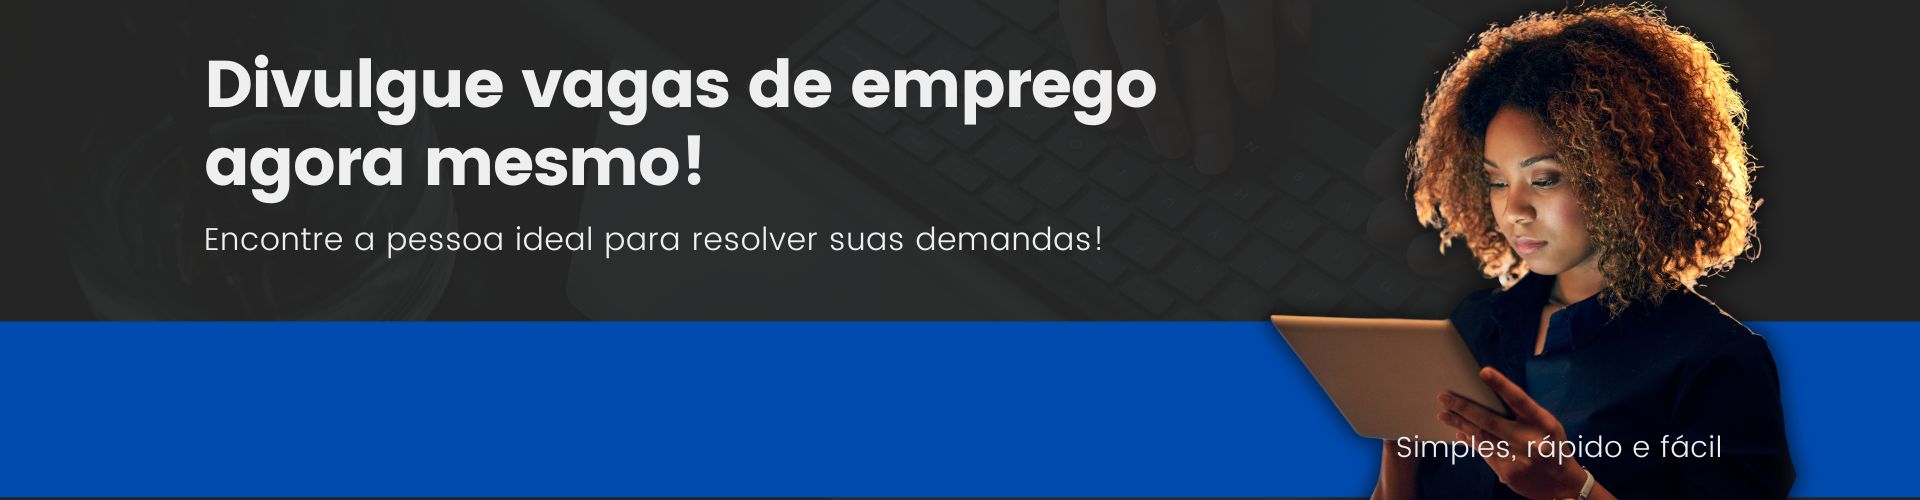 Divulgue vagas de emprego
agora mesmo!
Encontre a pessoa ideal para resolver suas demandas!
Simples, rápido e fácil